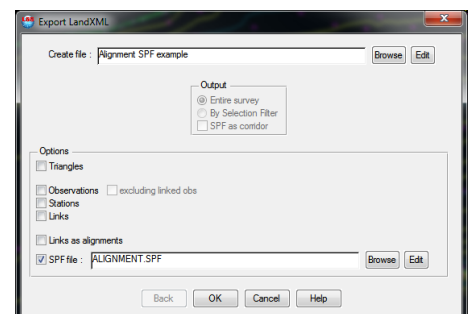 Export LandXML
Create file : Alignment SPF example Browse Edit
Output
Entire survey
By Selection Filter
SPF as corridor
Options
Triangles
Observations excluding linked obs
Stations
Links
Links as alignments
SPF file : ALIGNMENT.SPF Browse Edit
Back OK Cancel Help